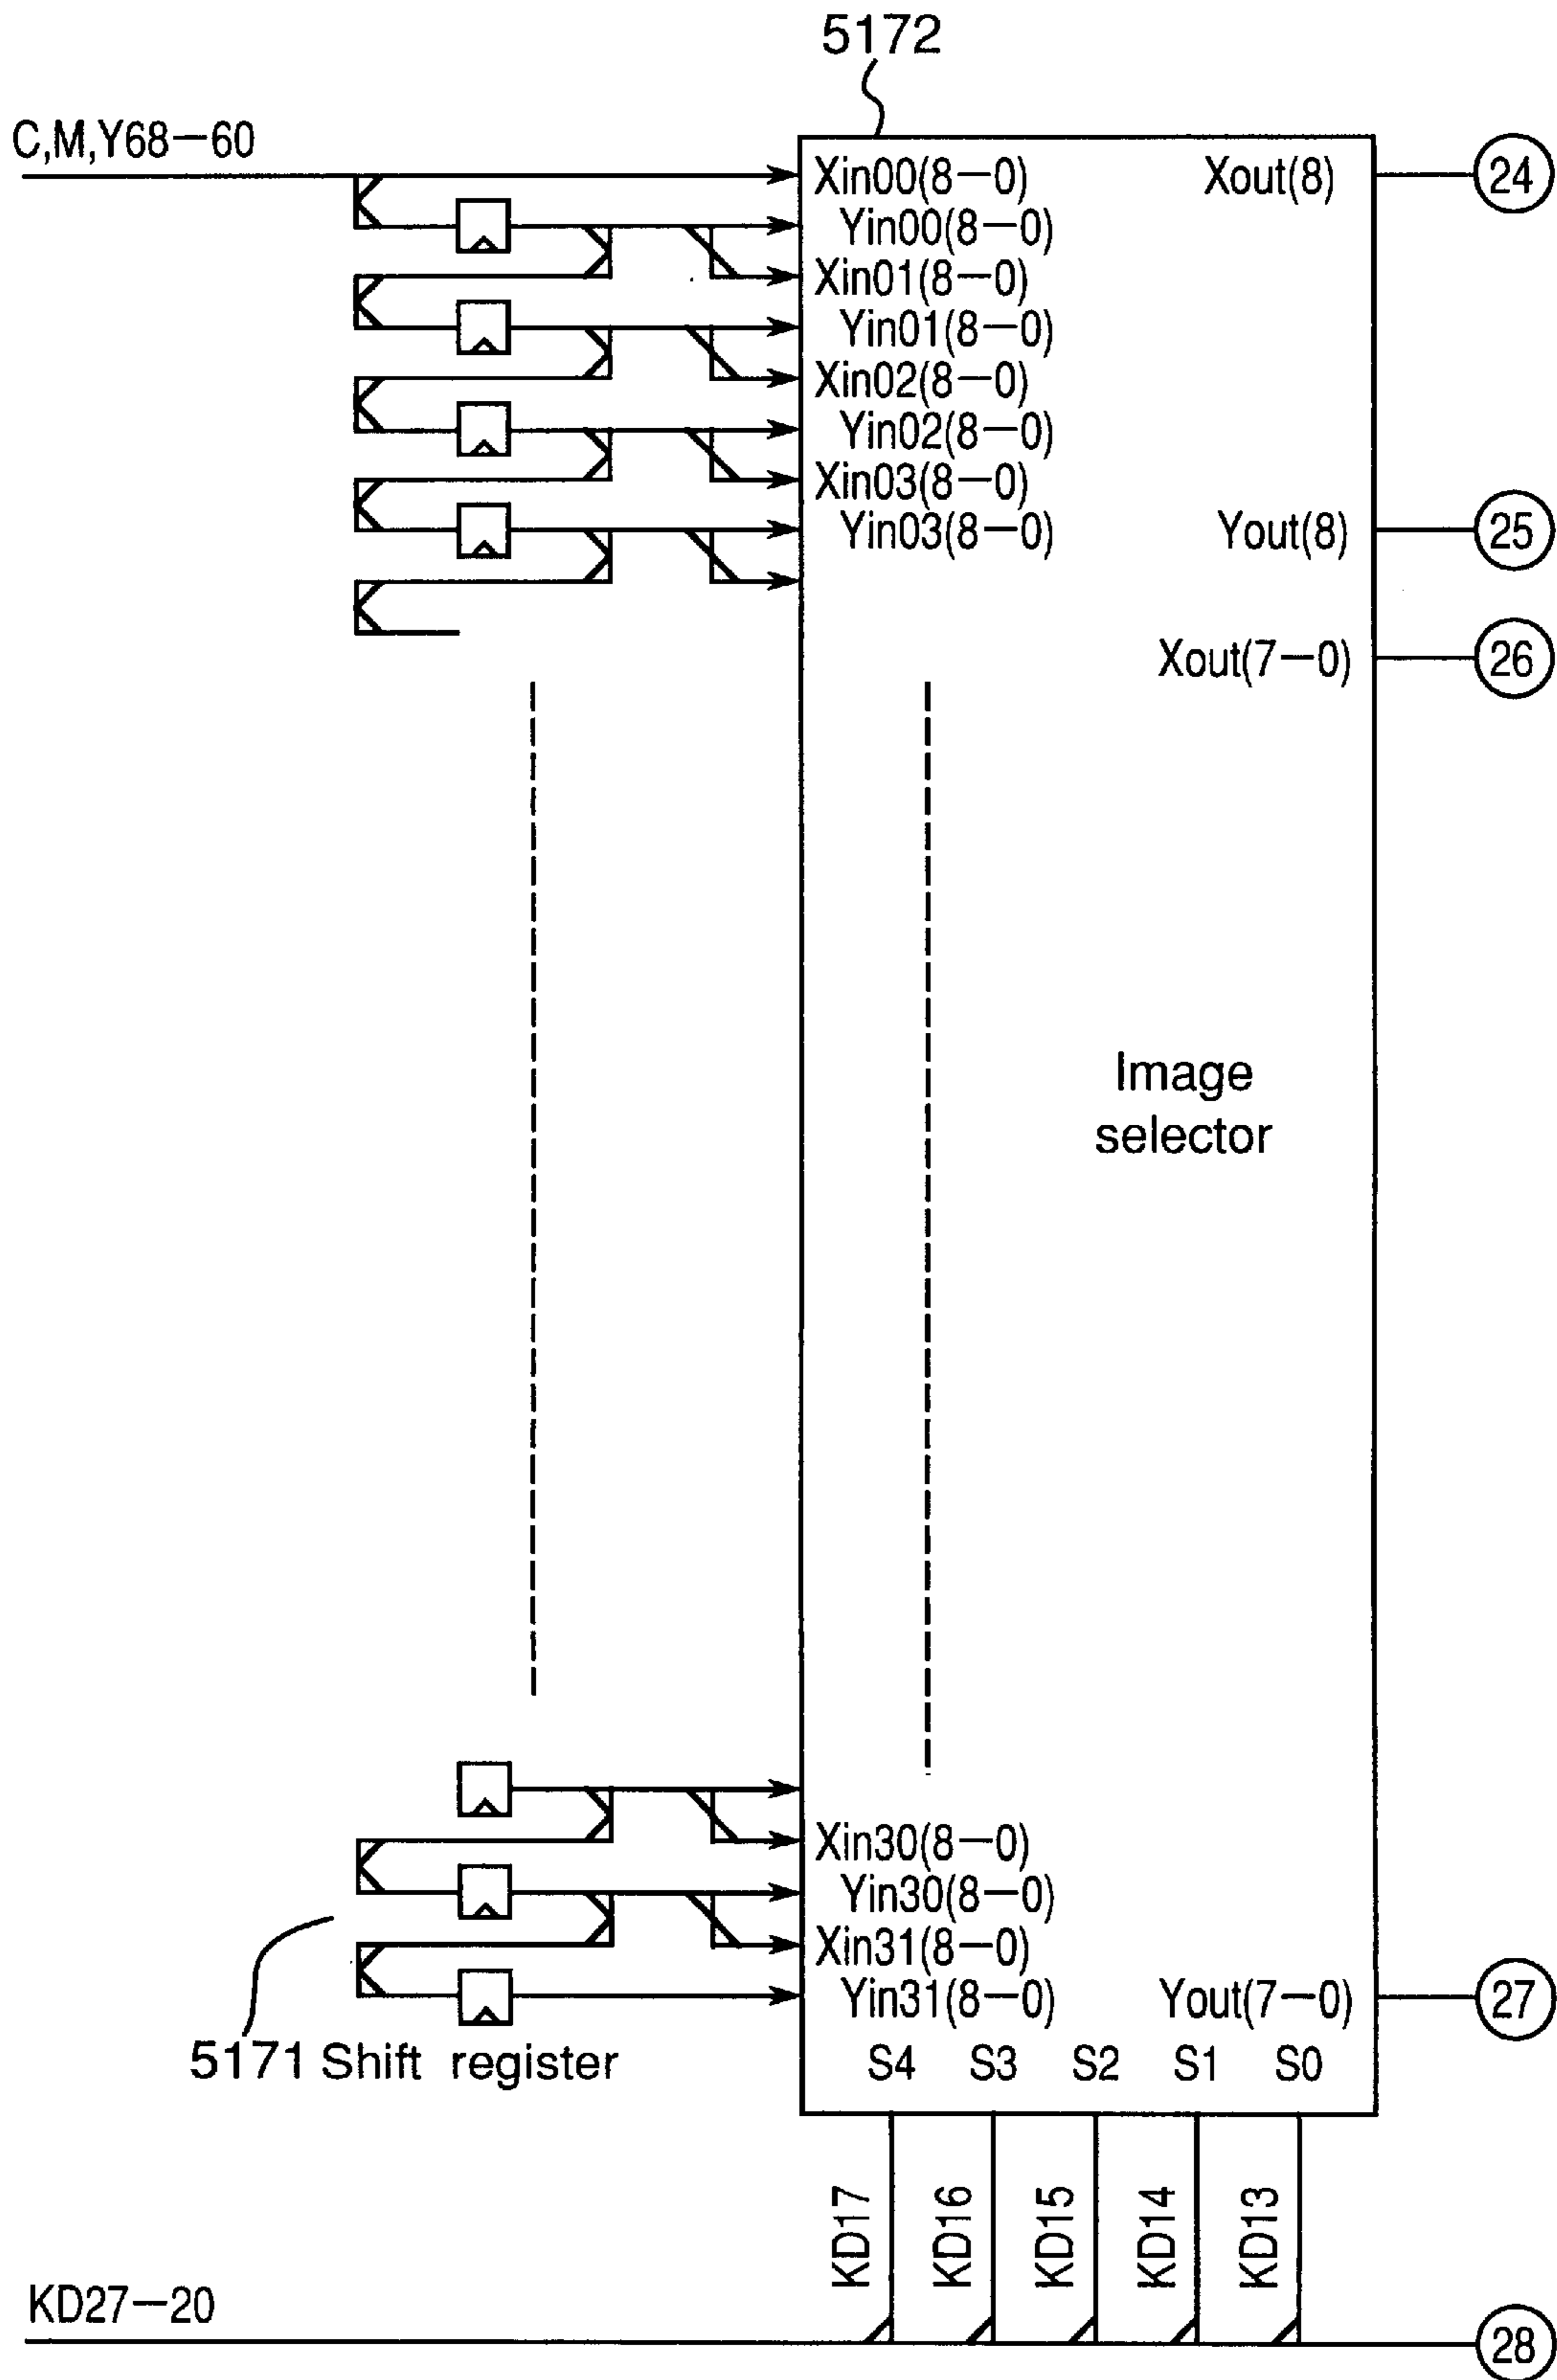 5172
C,M,Y68—60
Xin00(8—0) Xout(8) 24
Yin00(8—0)
Xin01(8—0)
Yin01(8—0)
Xin02(8—0)
Yin02(8—0)
Xin03(8—0)
Yin03(8—0) Yout(8) 25
Xout(7—0) 26
Image
selector
Xin30(8—0)
Yin30(8—0)
Xin31(8—0)
Yin31(8—0) Yout(7—0) 27
5171 Shift register
S4 S3 S2 S1 S0
KD17 KD16 KD15 KD14 KD13
KD27—20 28